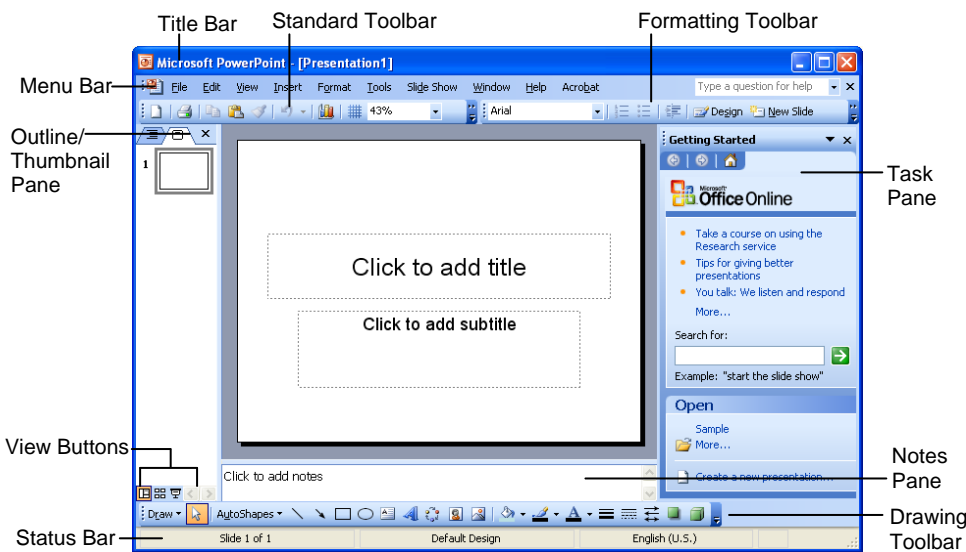 Title Bar
Standard Toolbar
Formatting Toolbar
Microsoft PowerPoint - [Presentation1]
Menu Bar
File Edit View Insert Format Tools Slide Show Window Help Acrobat
Type a question for help
43%
Arial
Design
New Slide
Outline/
Thumbnail
Pane
1
Getting Started
Task
Pane
Microsoft
Office Online
Take a course on using the
Research service
Tips for giving better
presentations
You talk: We listen and respond
More...
Click to add title
Click to add subtitle
Search for:
Example: "start the slide show"
Open
Sample
More...
Create a new presentation...
View Buttons
Click to add notes
Notes
Pane
Draw
AutoShapes
Drawing
Toolbar
Status Bar
Slide 1 of 1
Default Design
English (U.S.)